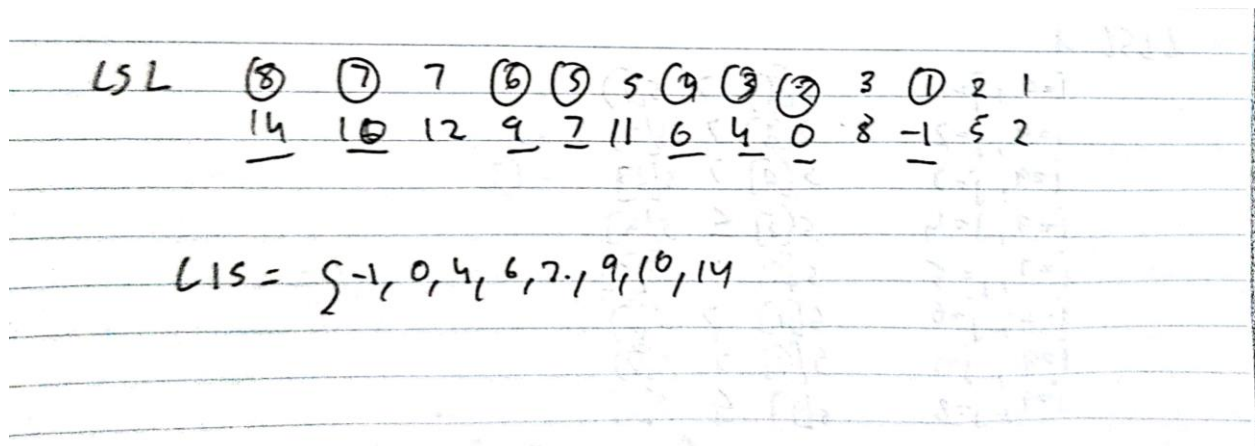 LSL ⑧ ⑦ 7 ⑥ ⑤ 5 ④ ③ ② 3 ① 2 1
14 10 12 9 7 11 6 4 0 8 -1 5 2
LIS = {-1, 0, 4, 6, 7, 9, 10, 14